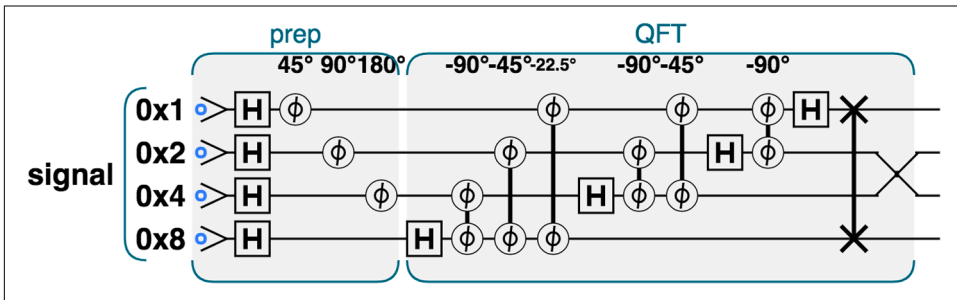 prep QFT
45° 90°180° -90°-45°-22.5° -90°-45° -90°
0x1 H ϕ ϕ ϕ ϕ H
0x2 H ϕ ϕ ϕ H ϕ
signal
0x4 H ϕ ϕ H ϕ ϕ
0x8 H H ϕ ϕ ϕ